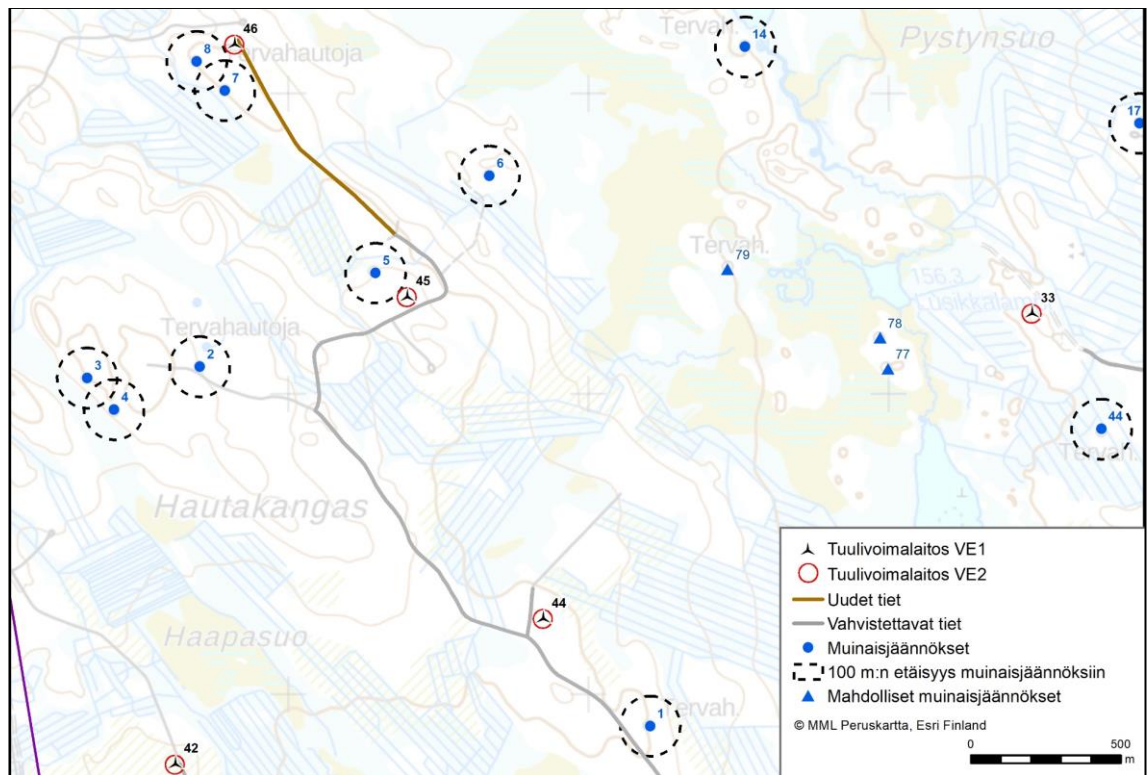 46
8
Tervahautoja
7
Tervah.
14
Pystynsuo
17
6
5
45
Tervah.
79
156.3
33
78
77
Tervahautoja
2
3
4
44
Tervah.
Hautakangas
Haapasuo
44
Tervah.
1
42
Tuulivoimalaitos VE1
Tuulivoimalaitos VE2
Uudet tiet
Vahvistettavat tiet
Muinaisjäännökset
100 m:n etäisyys muinaisjäännöksiin
Mahdolliset muinaisjäännökset
© MML Peruskartta, Esri Finland
0 500
m